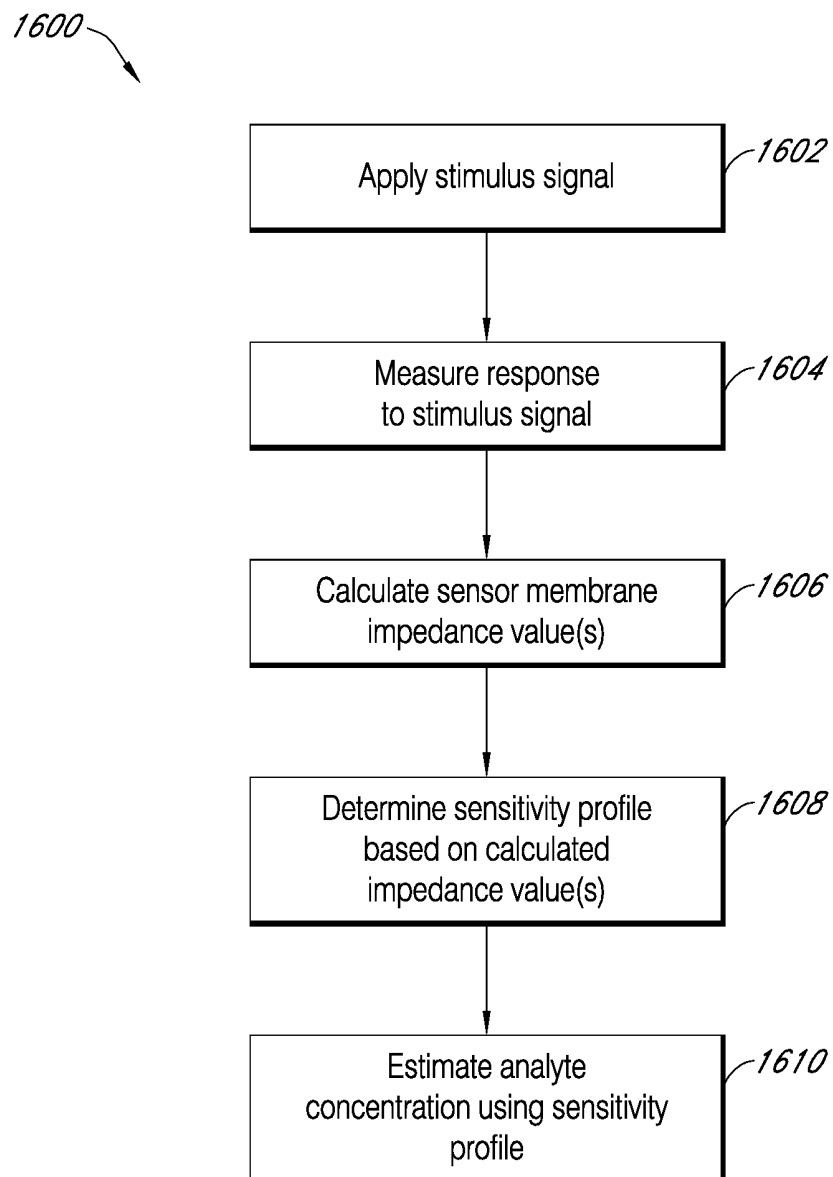 1600
Apply stimulus signal
1602
Measure response
to stimulus signal
1604
Calculate sensor membrane
impedance value(s)
1606
Determine sensitivity profile
based on calculated
impedance value(s)
1608
Estimate analyte
concentration using sensitivity
profile
1610